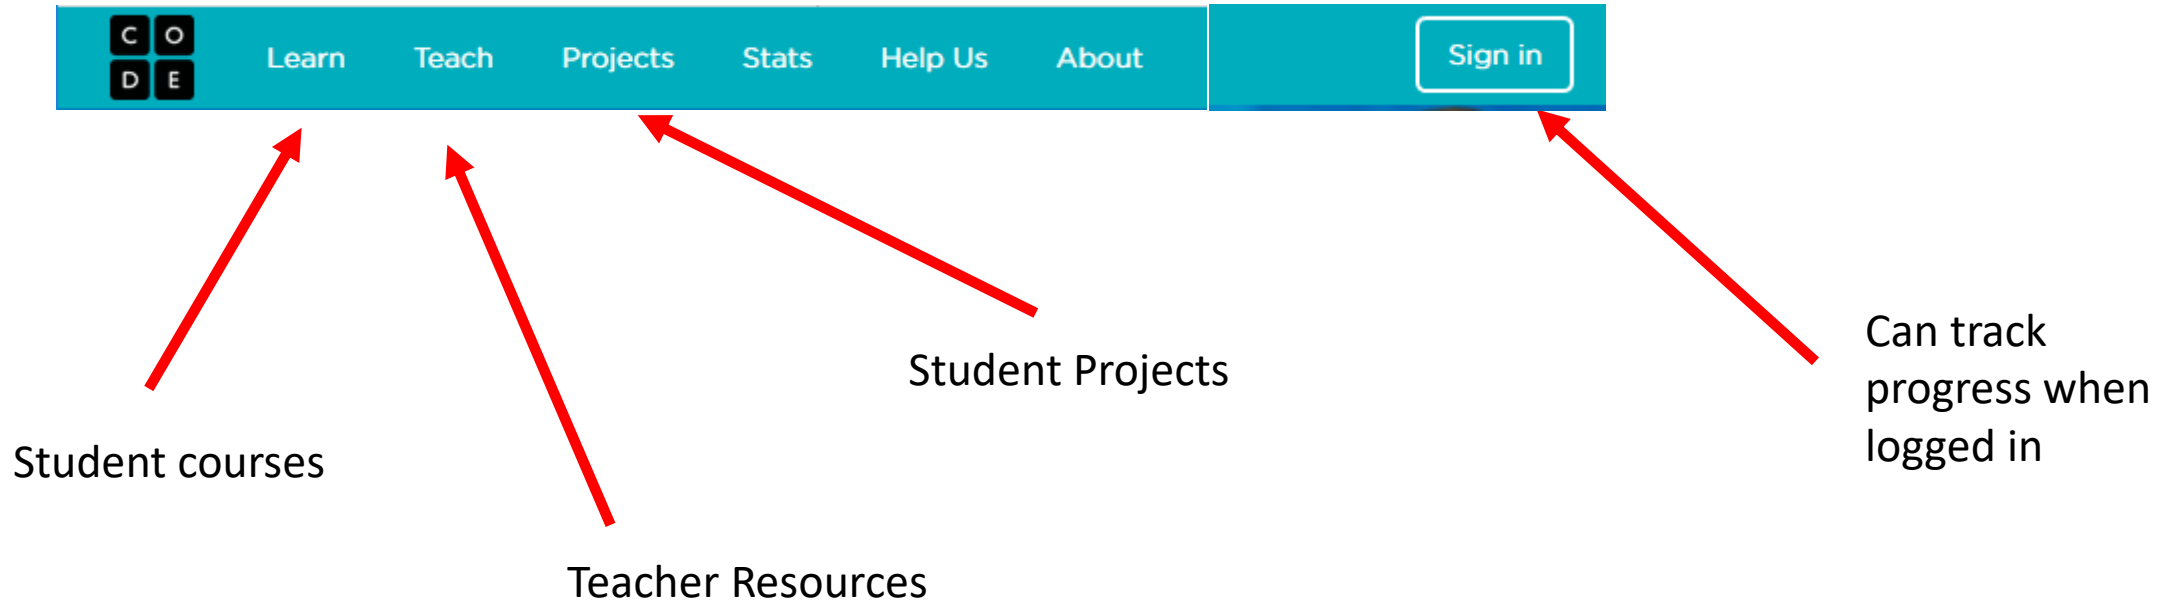 C O
D E
Learn Teach Projects Stats Help Us About Sign in
Can track
progress when
logged in
Student Projects
Student courses
Teacher Resources